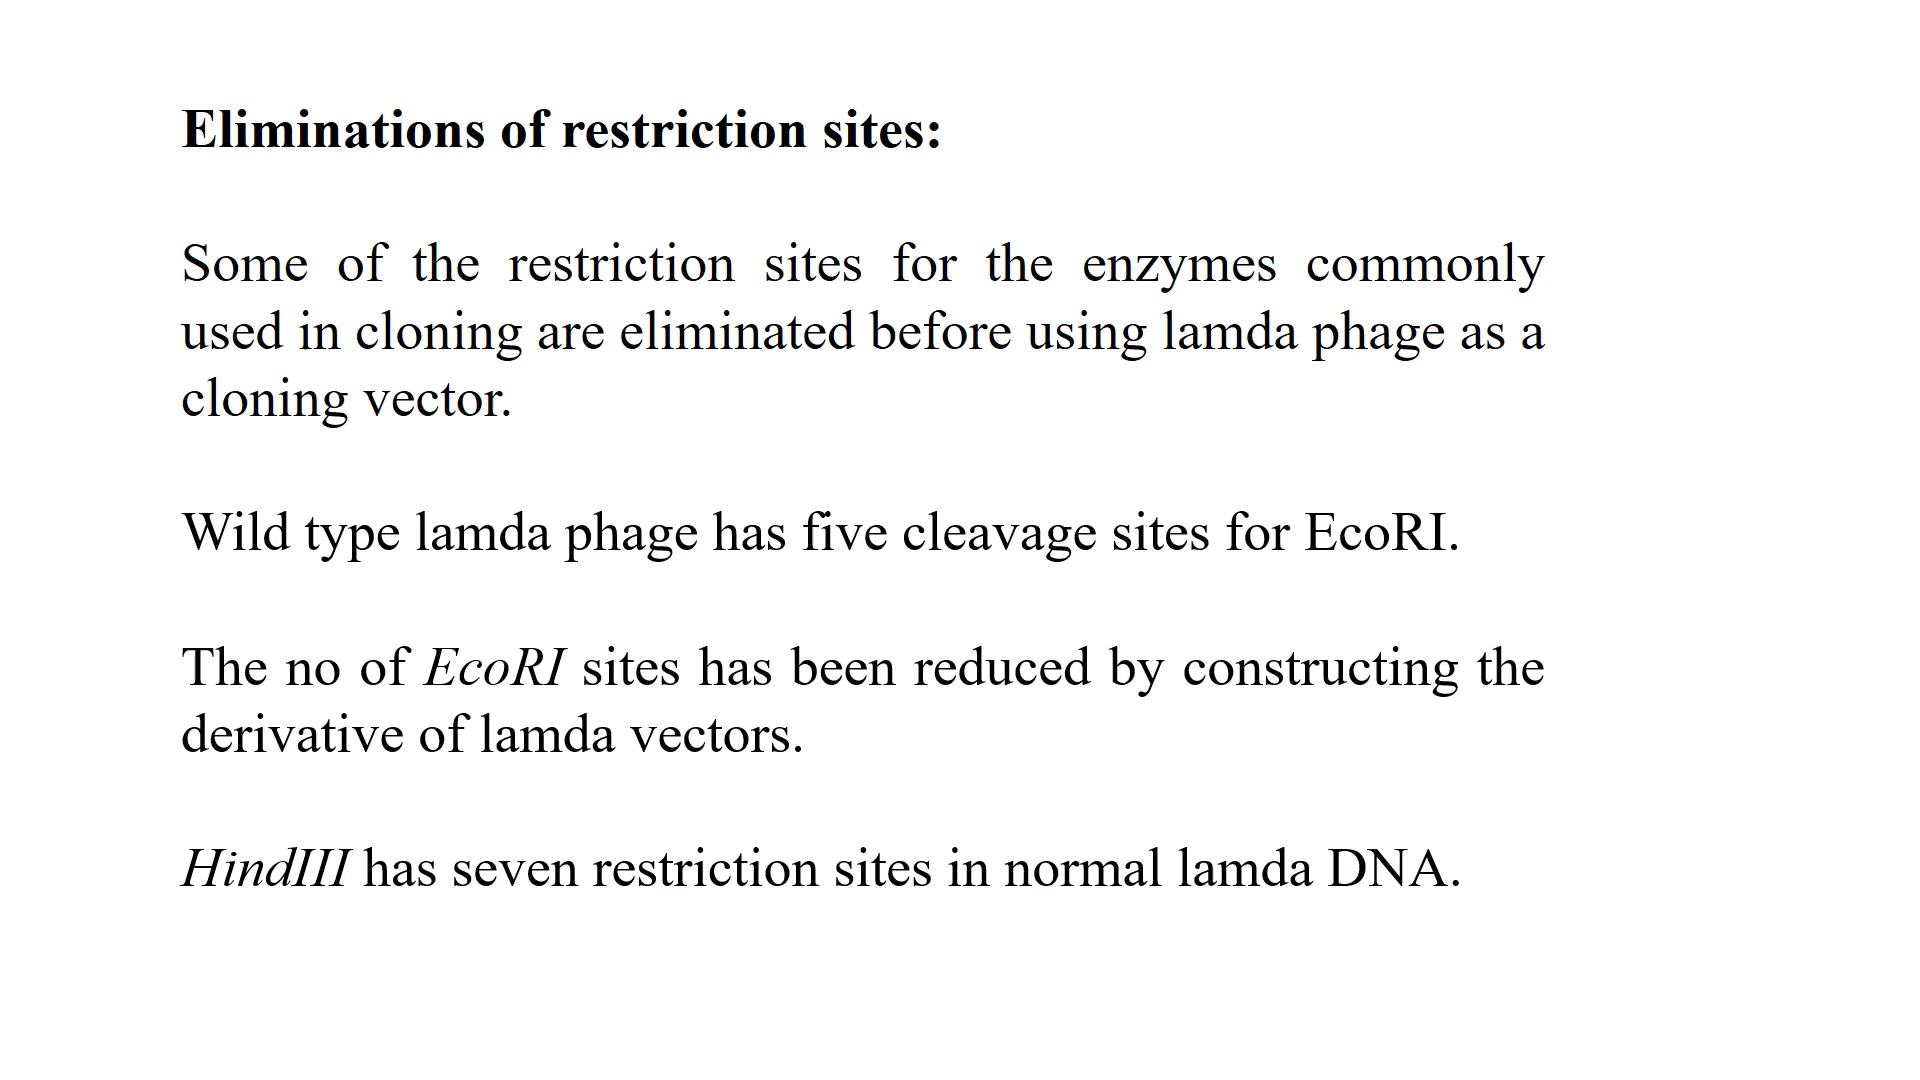 Eliminations of restriction sites:
Some of the restriction sites for the enzymes commonly
used in cloning are eliminated before using lamda phage as a
cloning vector.
Wild type lamda phage has five cleavage sites for EcoRI.
The no of EcoRI sites has been reduced by constructing the
derivative of lamda vectors.
HindIII has seven restriction sites in normal lamda DNA.